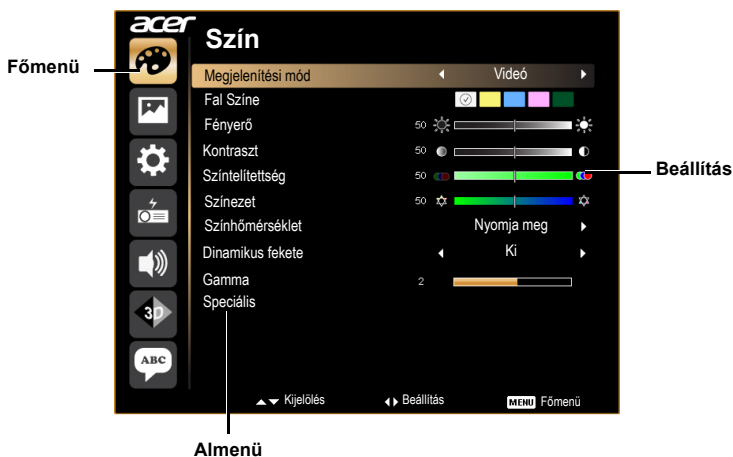 acer
Szín
Főmenü
Megjelenítési mód Videó
Fal Színe
Fényerő 50
Kontraszt 50
Színtelítettség 50
Beállítás
Színezet 50
Színhőmérséklet Nyomja meg
Dinamikus fekete Ki
Gamma 2
Speciális
3D
ABC
Kijelölés Beállítás MENU Főmenü
Almenü